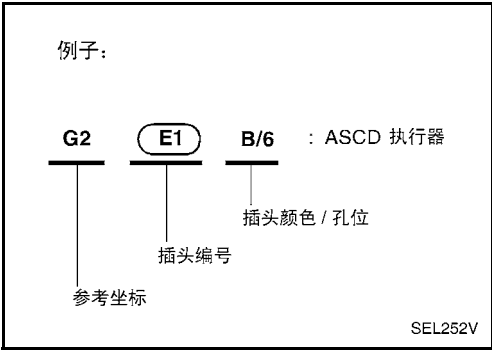 例子：
G2 E1 B/6 : ASCD 执行器
插头颜色 / 孔位
插头编号
参考坐标
SEL252V